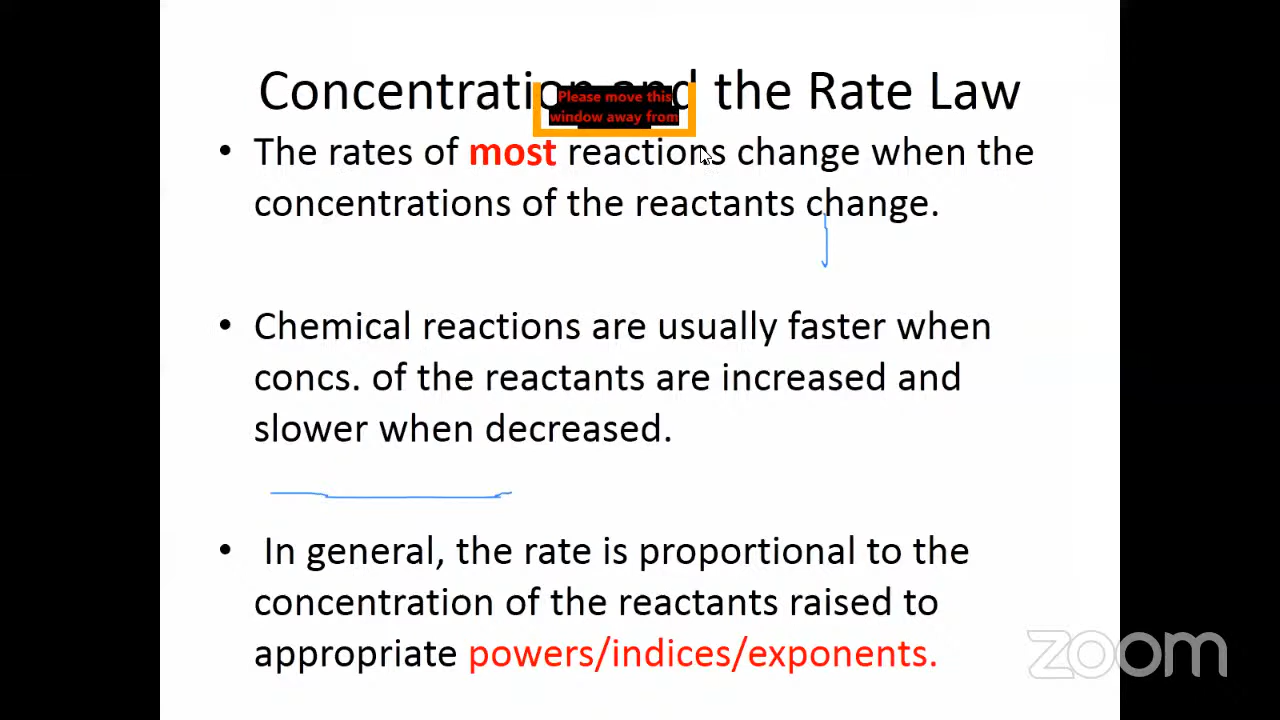 Concentration and the Rate Law
Please move this
window away from
• The rates of most reactions change when the
concentrations of the reactants change.
• Chemical reactions are usually faster when
concs. of the reactants are increased and
slower when decreased.
• In general, the rate is proportional to the
concentration of the reactants raised to
appropriate powers/indices/exponents.
zoom